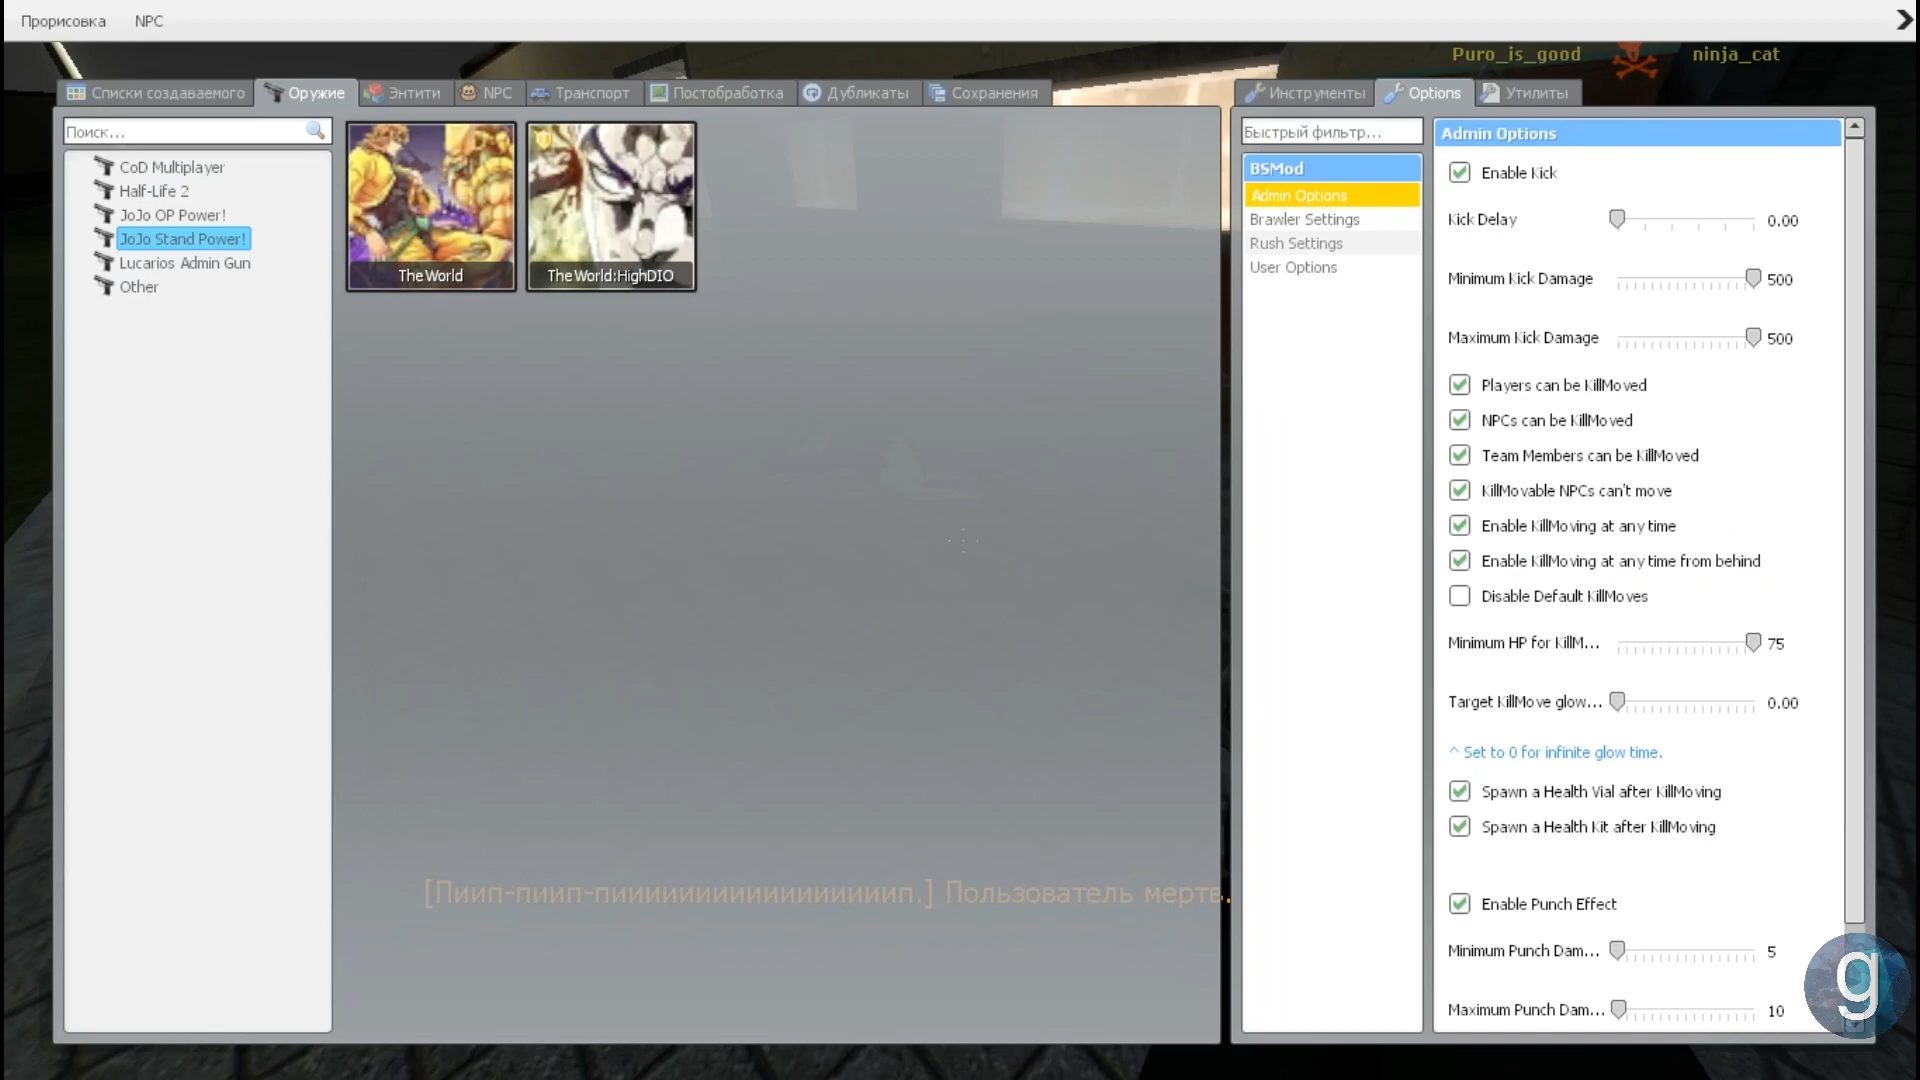 Прорисовка NPC
Puro_is_good ninja_cat
Списки создаваемого Оружие Энтити NPC Транспорт Постобработка Дубликаты Сохранения
Инструменты Options Утилиты
Поиск...
CoD Multiplayer
Half-Life 2
JoJo OP Power!
JoJo Stand Power!
Lucarios Admin Gun
Other
The World
The World:HighDIO
Быстрый фильтр...
BSMod
Admin Options
Brawler Settings
Rush Settings
User Options
Admin Options
Enable Kick
Kick Delay 0.00
Minimum Kick Damage 500
Maximum Kick Damage 500
Players can be KillMoved
NPCs can be KillMoved
Team Members can be KillMoved
KillMovable NPCs can't move
Enable KillMoving at any time
Enable KillMoving at any time from behind
Disable Default KillMoves
Minimum HP for KillM... 75
Target KillMove glow... 0.00
^ Set to 0 for infinite glow time.
Spawn a Health Vial after KillMoving
Spawn a Health Kit after KillMoving
Enable Punch Effect
Minimum Punch Dam... 5
Maximum Punch Dam... 10
[Пиип-пиип-пиииииииииииииииииип.] Пользователь мертв.
g